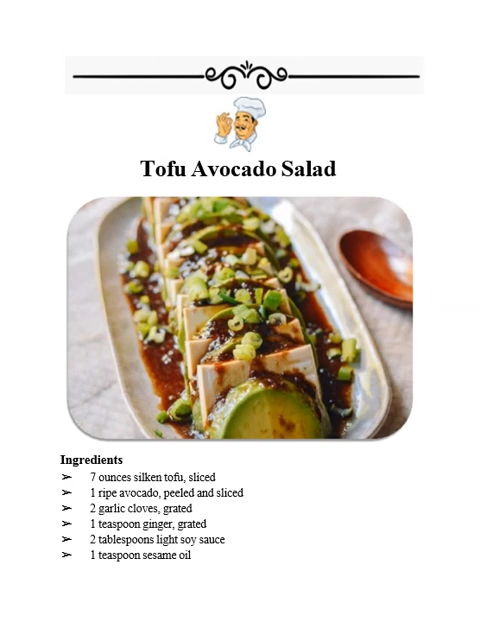 Tofu Avocado Salad
Ingredients
➢ 7 ounces silken tofu, sliced
➢ 1 ripe avocado, peeled and sliced
➢ 2 garlic cloves, grated
➢ 1 teaspoon ginger, grated
➢ 2 tablespoons light soy sauce
➢ 1 teaspoon sesame oil